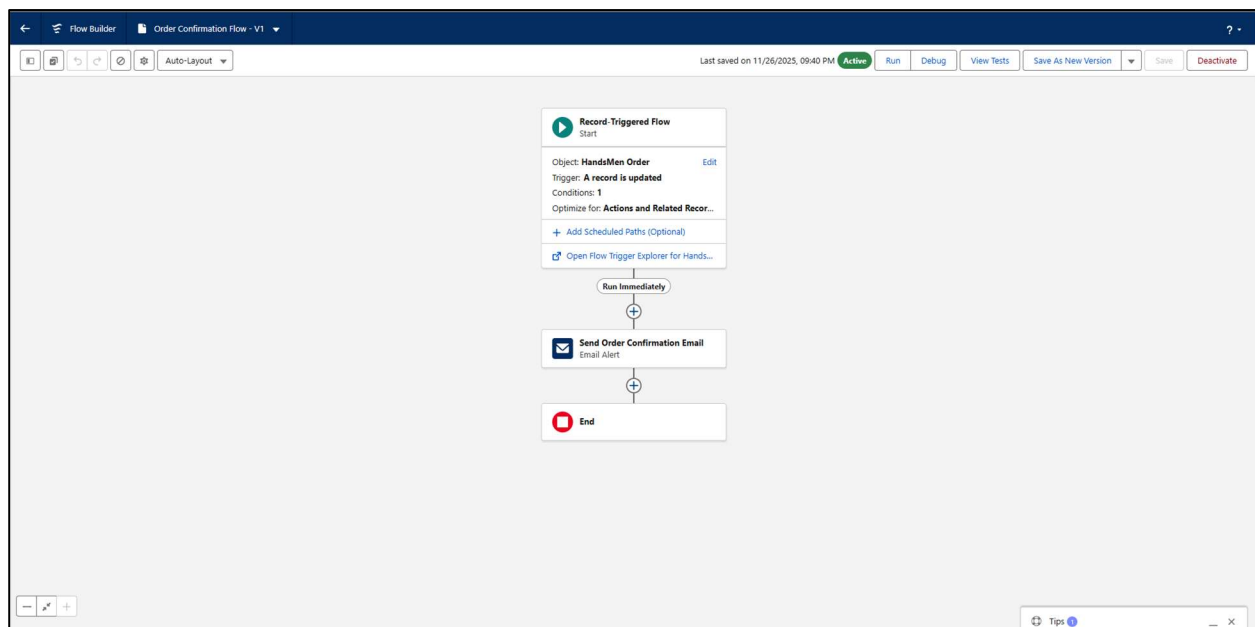 Flow Builder
Order Confirmation Flow - V1
?
Auto-Layout
Last saved on 11/26/2025, 09:40 PM
Active
Run
Debug
View Tests
Save As New Version
Save
Deactivate
Record-Triggered Flow
Start
Object: HandsMen Order
Edit
Trigger: A record is updated
Conditions: 1
Optimize for: Actions and Related Recor...
+ Add Scheduled Paths (Optional)
Open Flow Trigger Explorer for Hands...
Run Immediately
Send Order Confirmation Email
Email Alert
End
Tips 1